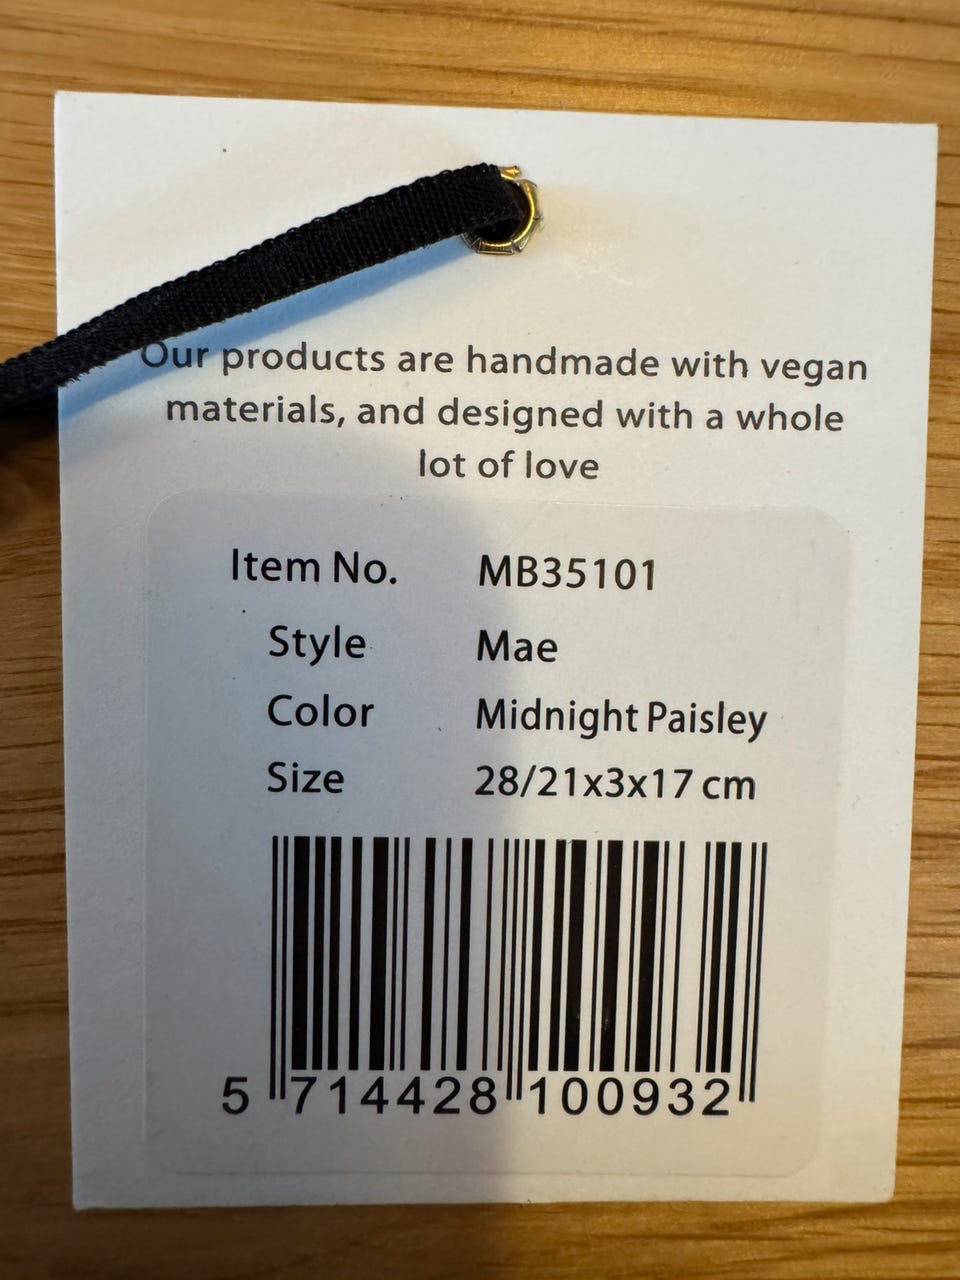 Our products are handmade with vegan
materials, and designed with a whole
lot of love
Item No. MB35101
Style Mae
Color Midnight Paisley
Size 28/21x3x17 cm
5 714428 100932